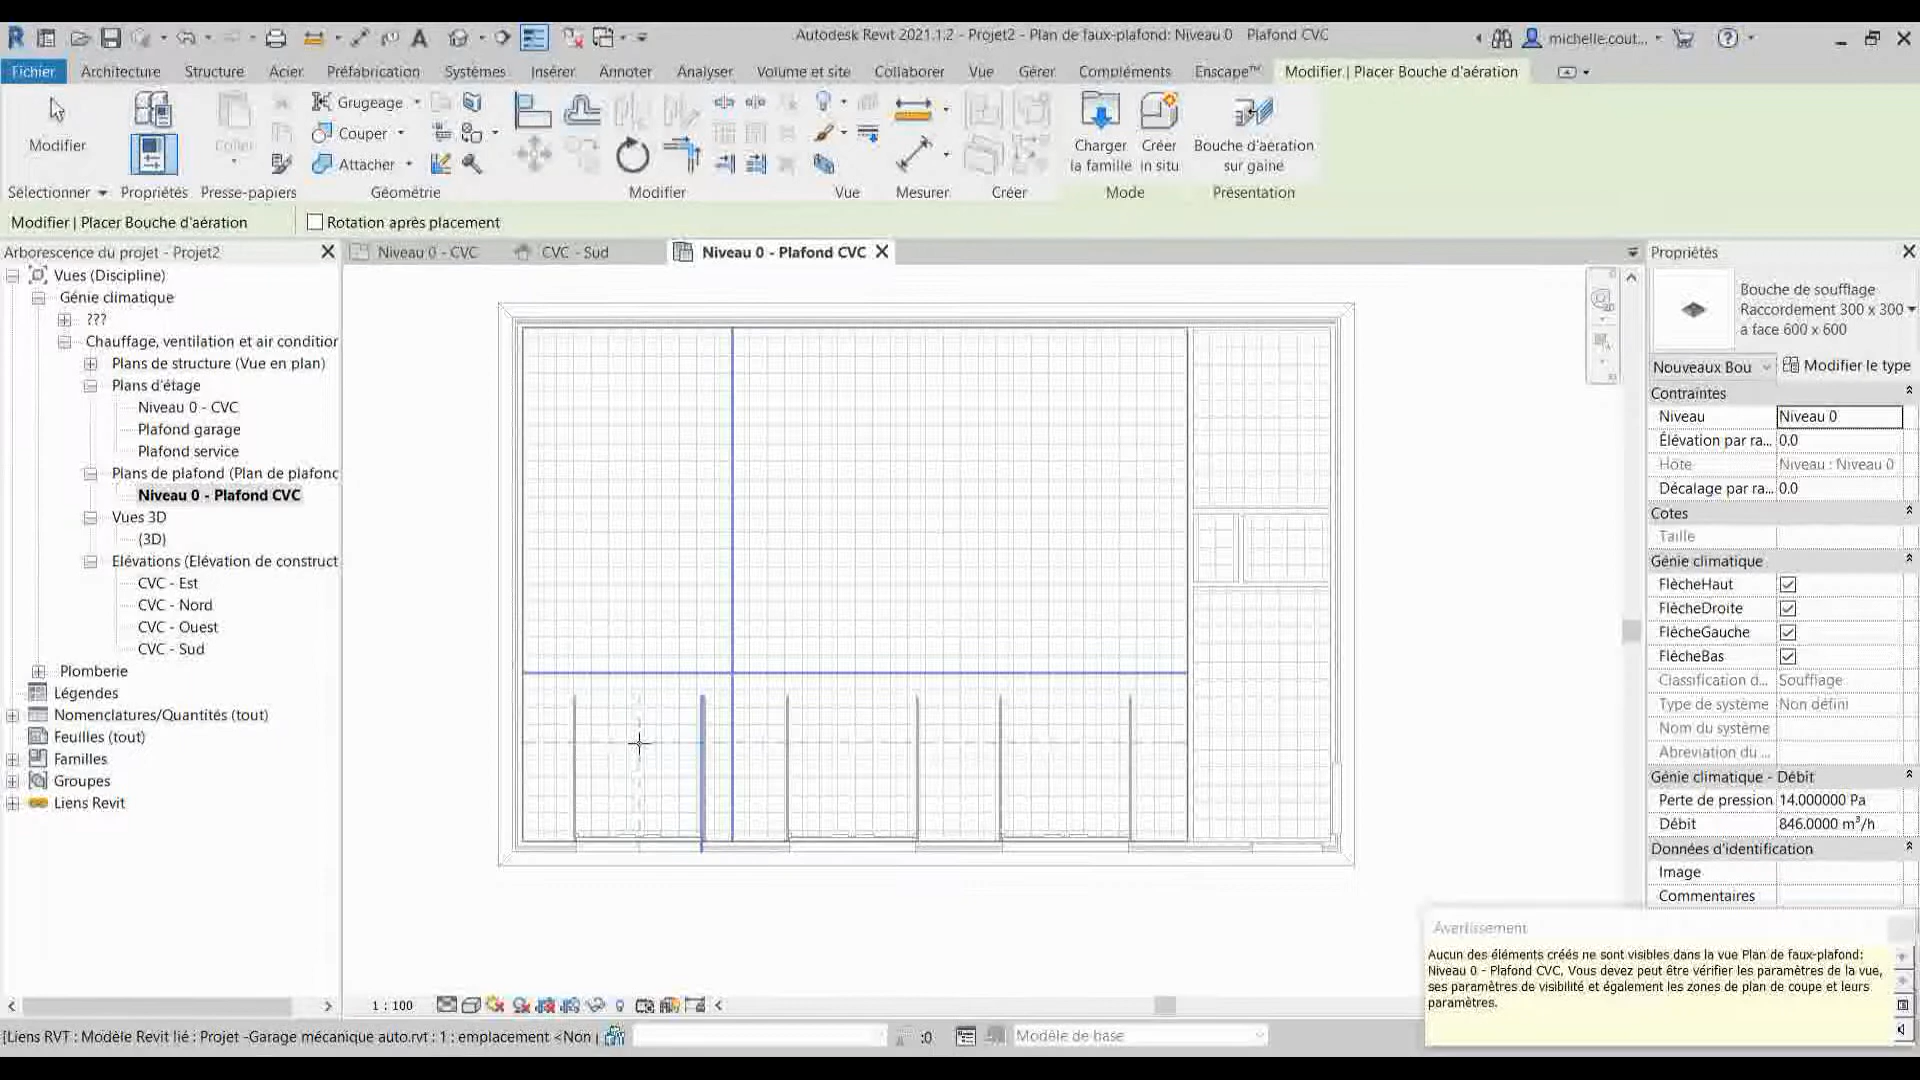 Autodesk Revit 2021.1.2 - Projet2 - Plan de faux-plafond: Niveau 0 Plafond CVC
michelle.cout...
Fichier Architecture Structure Acier Préfabrication Systèmes Insérer Annoter Analyser Volume et site Collaborer Vue Gérer Compléments Enscape™ Modifier | Placer Bouche d'aération
Modifier
Coller
Grugeage
Couper
Attacher
Charger la famille
Créer in situ
Bouche d'aération sur gaine
Sélectionner Propriétés Presse-papiers Géométrie Modifier Vue Mesurer Créer Mode Présentation
Modifier | Placer Bouche d'aération
Rotation après placement
Arborescence du projet - Projet2
Niveau 0 - CVC
CVC - Sud
Niveau 0 - Plafond CVC
Vues (Discipline)
Génie climatique
???
Chauffage, ventilation et air condition
Plans de structure (Vue en plan)
Plans d'étage
Niveau 0 - CVC
Plafond garage
Plafond service
Plans de plafond (Plan de plafond
Niveau 0 - Plafond CVC
Vues 3D
(3D)
Elévations (Elévation de construct
CVC - Est
CVC - Nord
CVC - Ouest
CVC - Sud
Plomberie
Légendes
Nomenclatures/Quantités (tout)
Feuilles (tout)
Familles
Groupes
Liens Revit
Propriétés
Bouche de soufflage
Raccordement 300 x 300
à face 600 x 600
Nouveaux Bou
Modifier le type
Contraintes
Niveau Niveau 0
Élévation par ra... 0.0
Hôte Niveau : Niveau 0
Décalage par ra... 0.0
Cotes
Taille
Génie climatique
FlècheHaut
FlècheDroite
FlècheGauche
FlècheBas
Classification d... Soufflage
Type de système Non défini
Nom du système
Abreviation du ...
Génie climatique - Débit
Perte de pression 14.000000 Pa
Débit 846.0000 m³/h
Données d'identification
Image
Commentaires
Avertissement
Aucun des éléments créés ne sont visibles dans la vue Plan de faux-plafond:
Niveau 0 - Plafond CVC, Vous devez peut être vérifier les paramètres de la vue,
ses paramètres de visibilité et également les zones de plan de coupe et leurs
paramètres.
1 : 100
[Liens RVT : Modèle Revit lié : Projet -Garage mécanique auto.rvt : 1 : emplacement <Non
:0
Modèle de base